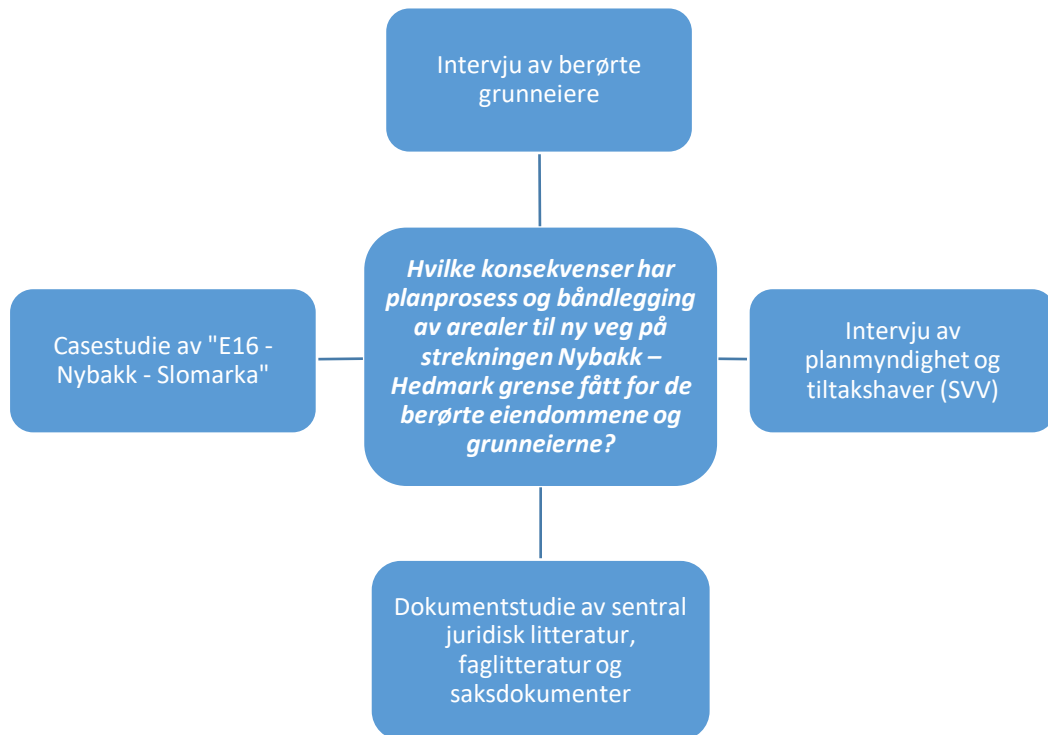 Intervju av berørte
grunneiere
Casestudie av "E16 -
Nybakk - Slomarka"
Hvilke konsekvenser har
planprosess og båndlegging
av arealer til ny veg på
strekningen Nybakk –
Hedmark grense fått for de
berørte eiendommene og
grunneierne?
Intervju av
planmyndighet og
tiltakshaver (SVV)
Dokumentstudie av sentral
juridisk litteratur,
faglitteratur og
saksdokumenter